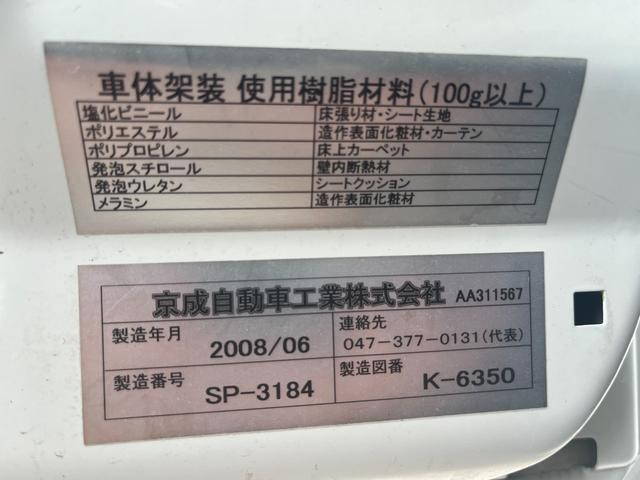 車体架装 使用樹脂材料(100g以上)
塩化ビニール 床張り材・シート生地
ポリエステル 造作表面化粧材・カーテン
ポリプロピレン 床上カーペット
発泡スチロール 壁内断熱材
発泡ウレタン シートクッション
メラミン 造作表面化粧材
京成自動車工業株式会社 AA311567
製造年月 2008/06 連絡先 047-377-0131(代表)
製造番号 SP-3184 製造図番 K-6350